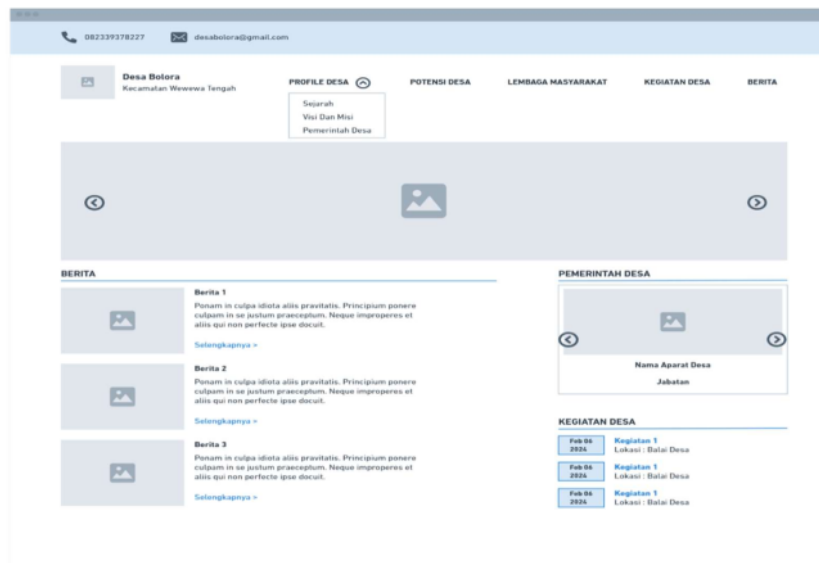 082339378227
desabolora@gmail.com
Desa Bolora
Kecamatan Wewewa Tengah
PROFILE DESA
POTENSI DESA
LEMBAGA MASYARAKAT
KEGIATAN DESA
BERITA
Sejarah
Visi Dan Misi
Pemerintah Desa
BERITA
Berita 1
Ponam in culpa idiota aliis pravitatis. Principium ponere
culpam in se justum praeceptum. Neque improperes et
aliis qui non perfecte ipse docuit.
Selengkapnya >
Berita 2
Ponam in culpa idiota aliis pravitatis. Principium ponere
culpam in se justum praeceptum. Neque improperes et
aliis qui non perfecte ipse docuit.
Selengkapnya >
Berita 3
Ponam in culpa idiota aliis pravitatis. Principium ponere
culpam in se justum praeceptum. Neque improperes et
aliis qui non perfecte ipse docuit.
Selengkapnya >
PEMERINTAH DESA
Nama Aparat Desa
Jabatan
KEGIATAN DESA
Feb 06
2024
Kegiatan 1
Lokasi : Balai Desa
Feb 06
2024
Kegiatan 1
Lokasi : Balai Desa
Feb 06
2024
Kegiatan 1
Lokasi : Balai Desa